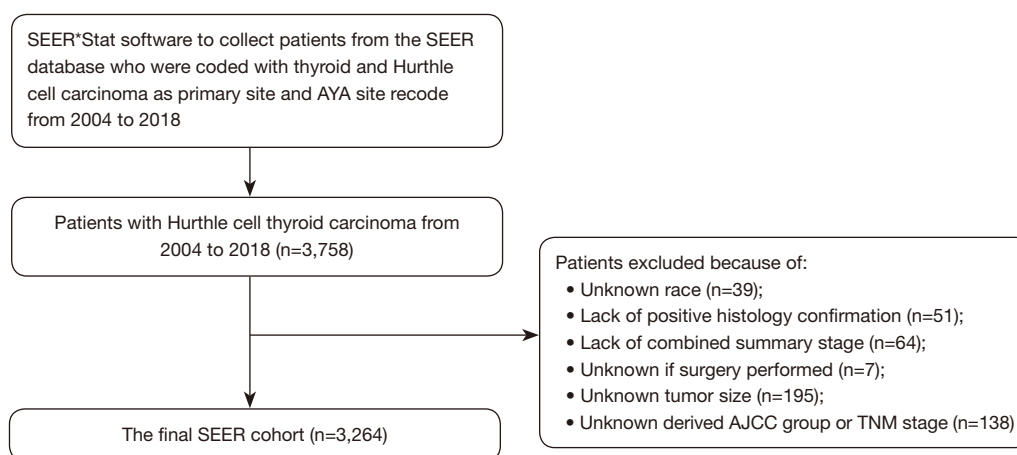 SEER*Stat software to collect patients from the SEER
database who were coded with thyroid and Hurthle
cell carcinoma as primary site and AYA site recode
from 2004 to 2018
Patients with Hurthle cell thyroid carcinoma from
2004 to 2018 (n=3,758)
Patients excluded because of:
• Unknown race (n=39);
• Lack of positive histology confirmation (n=51);
• Lack of combined summary stage (n=64);
• Unknown if surgery performed (n=7);
• Unknown tumor size (n=195);
• Unknown derived AJCC group or TNM stage (n=138)
The final SEER cohort (n=3,264)